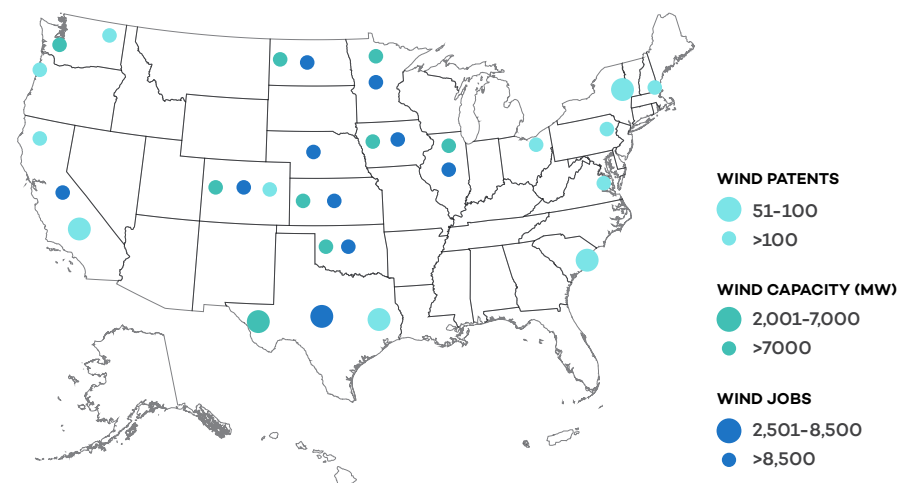 WIND PATENTS
51-100
>100
WIND CAPACITY (MW)
2,001-7,000
>7000
WIND JOBS
2,501-8,500
>8,500